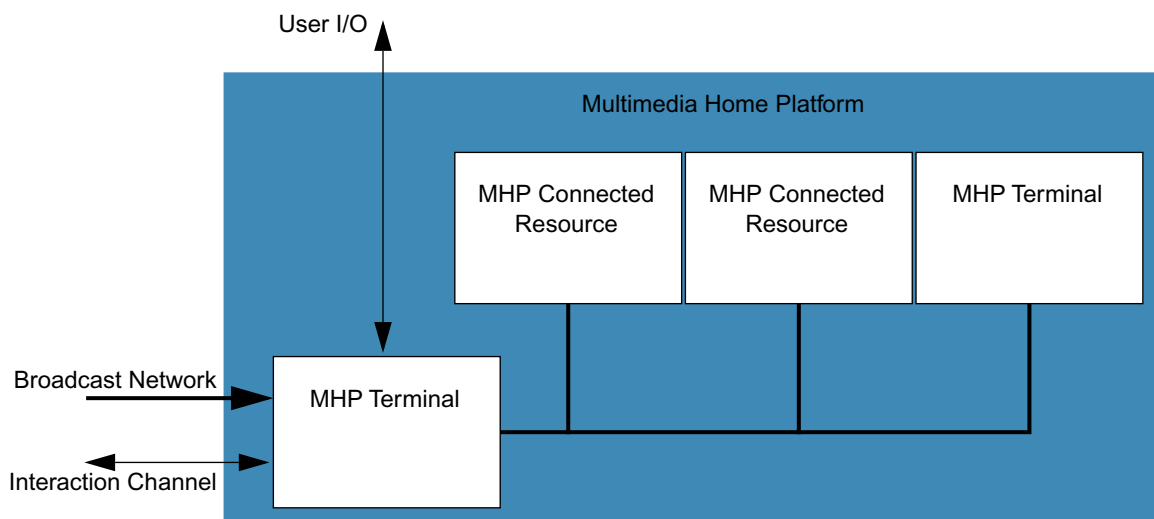 User I/O
Multimedia Home Platform
MHP Connected
Resource
MHP Connected
Resource
MHP Terminal
Broadcast Network
MHP Terminal
Interaction Channel